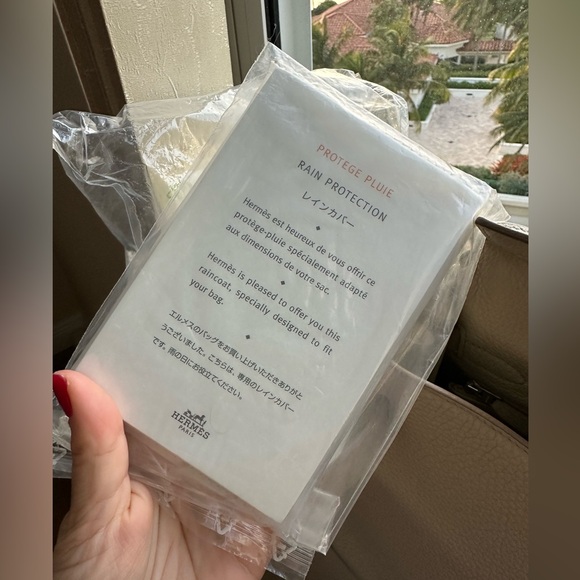 PROTEGE PLUIE
RAIN PROTECTION
レインカバー
Hermès est heureux de vous offrir ce
protège-pluie spécialement adapté
aux dimensions de votre sac.
Hermès is pleased to offer you this
raincoat, specially designed to fit
your bag.
エルメスのバッグをお買い上げいただきありがと
うございました。こちらは、専用のレインカバー
です。雨の日にお役立てください。
HERMÈS
PARIS